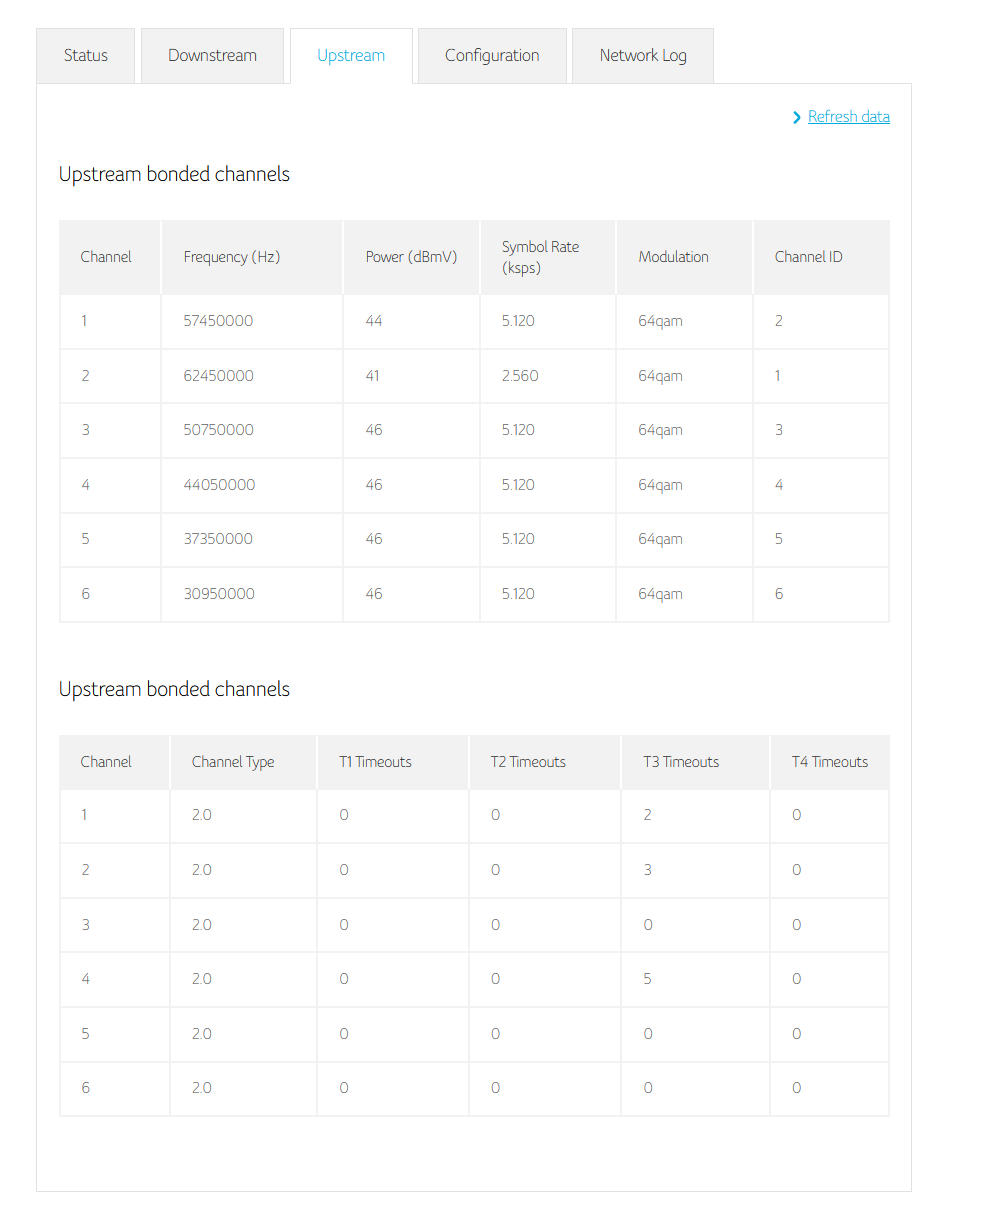 Status Downstream Upstream Configuration Network Log
Refresh data
Upstream bonded channels
Channel Frequency (Hz) Power (dBmV) Symbol Rate (ksps) Modulation Channel ID
1 57450000 44 5.120 64qam 2
2 62450000 41 2.560 64qam 1
3 50750000 46 5.120 64qam 3
4 44050000 46 5.120 64qam 4
5 37350000 46 5.120 64qam 5
6 30950000 46 5.120 64qam 6
Upstream bonded channels
Channel Channel Type T1 Timeouts T2 Timeouts T3 Timeouts T4 Timeouts
1 2.0 0 0 2 0
2 2.0 0 0 3 0
3 2.0 0 0 0 0
4 2.0 0 0 5 0
5 2.0 0 0 0 0
6 2.0 0 0 0 0